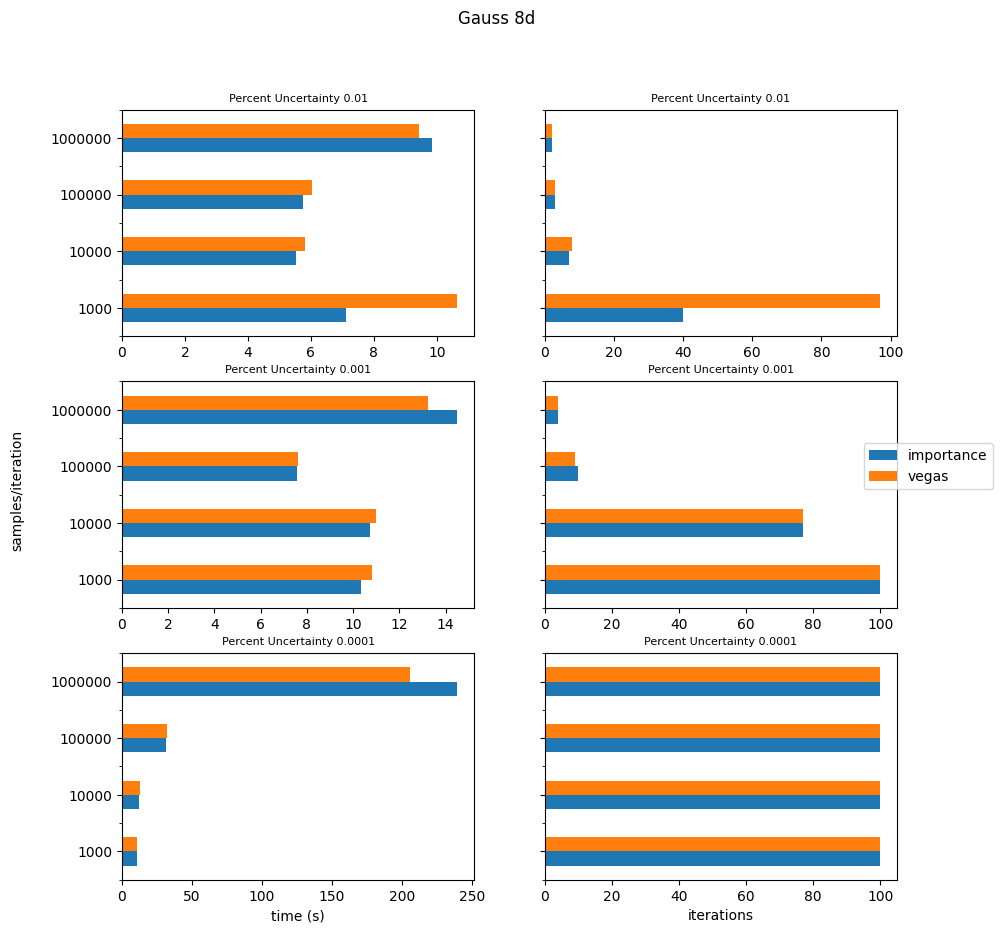 Gauss 8d
Percent Uncertainty 0.01
Percent Uncertainty 0.01
1000000
100000
10000
1000
0 2 4 6 8 10
0 20 40 60 80 100
Percent Uncertainty 0.001
Percent Uncertainty 0.001
samples/iteration
1000000
100000
10000
1000
importance
vegas
0 2 4 6 8 10 12 14
0 20 40 60 80 100
Percent Uncertainty 0.0001
Percent Uncertainty 0.0001
1000000
100000
10000
1000
0 50 100 150 200 250
0 20 40 60 80 100
time (s)
iterations